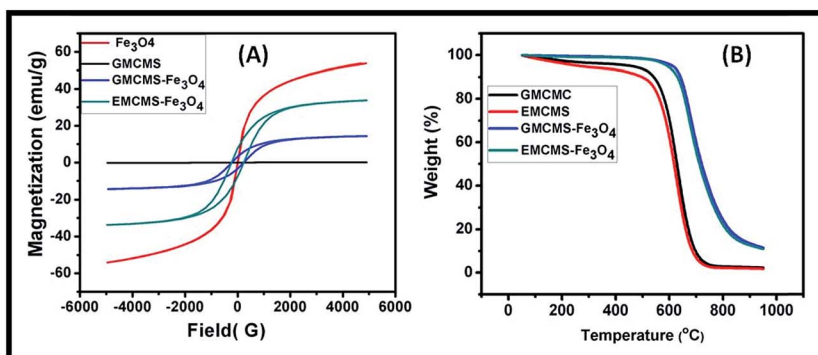 (A)
Fe3O4
GMCMS
GMCMS-Fe3O4
EMCMS-Fe3O4
Magnetization (emu/g)
60
40
20
0
-20
-40
-60
-6000 -4000 -2000 0 2000 4000 6000
Field( G)
(B)
GMCMC
EMCMS
GMCMS-Fe3O4
EMCMS-Fe3O4
Weight (%)
100
80
60
40
20
0
0 200 400 600 800 1000
Temperature (°C)